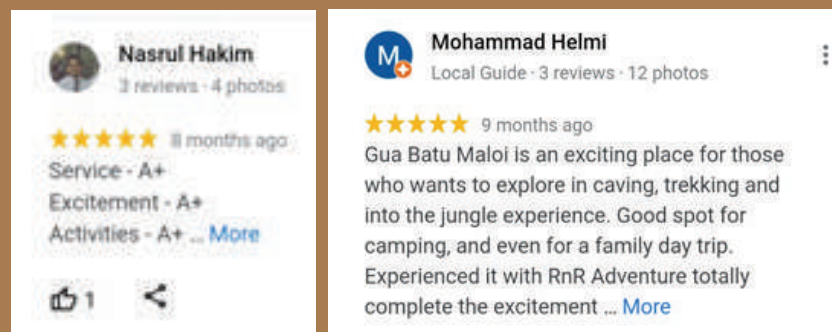 Nasrul Hakim
3 reviews · 4 photos
★★★★★ 8 months ago
Service - A+
Excitement - A+
Activities - A+ ... More
1
M
Mohammad Helmi
Local Guide · 3 reviews · 12 photos
★★★★★ 9 months ago
Gua Batu Maloi is an exciting place for those
who wants to explore in caving, trekking and
into the jungle experience. Good spot for
camping, and even for a family day trip.
Experienced it with RnR Adventure totally
complete the excitement ... More